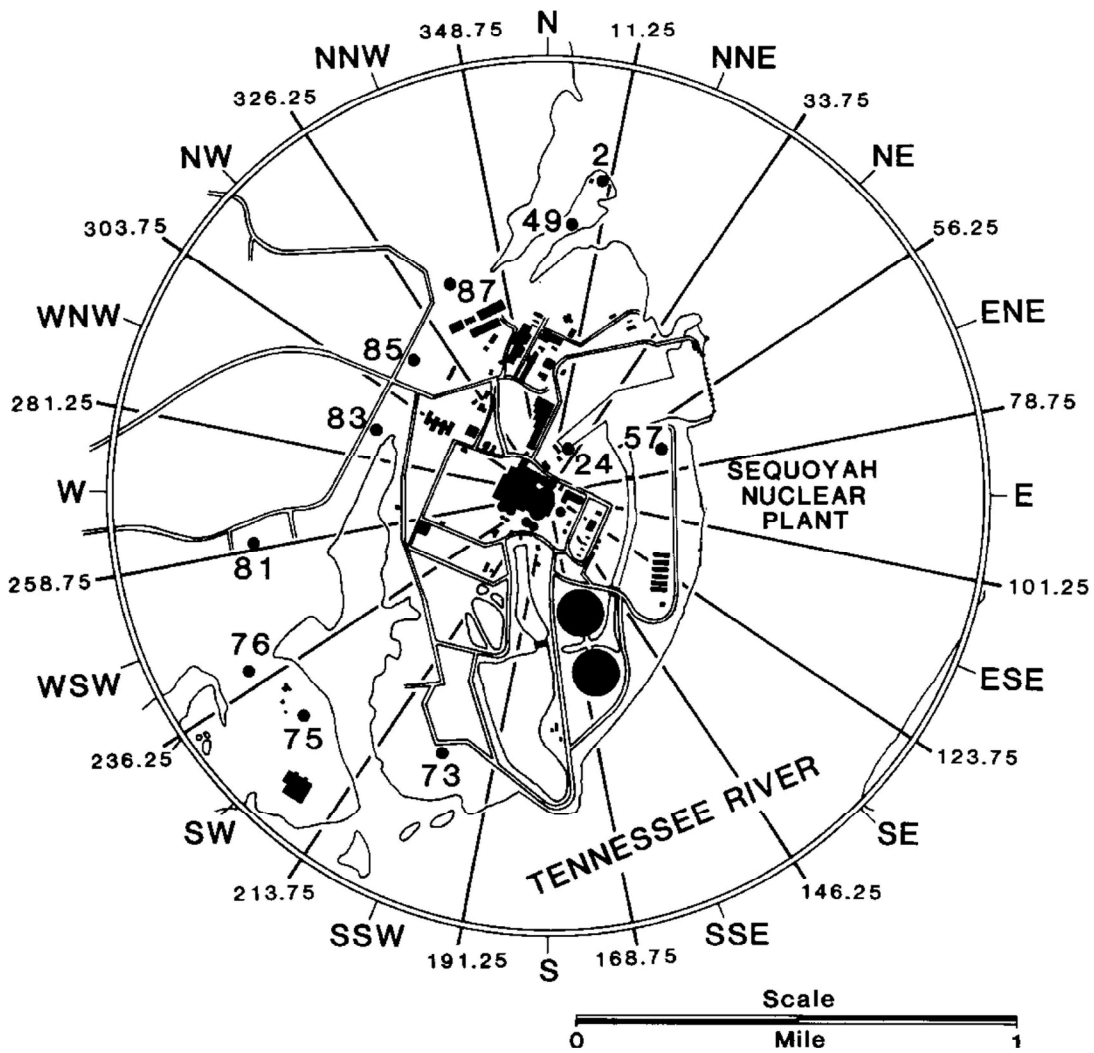 348.75
N
11.25
NNW
NNE
326.25
33.75
NW
NE
2
49
303.75
56.25
87
WNW
ENE
85
281.25
78.75
83
57
24
W
SEQUOYAH
NUCLEAR
PLANT
E
81
258.75
101.25
76
WSW
ESE
75
73
236.25
123.75
SW
SE
TENNESSEE RIVER
213.75
146.25
SSW
SSE
191.25
S
168.75
Scale
0
Mile
1